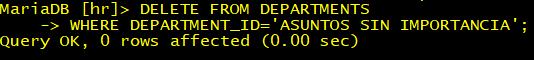 MariaDB [hr]> DELETE FROM DEPARTMENTS
-> WHERE DEPARTMENT_ID='ASUNTOS SIN IMPORTANCIA';
Query OK, 0 rows affected (0.00 sec)